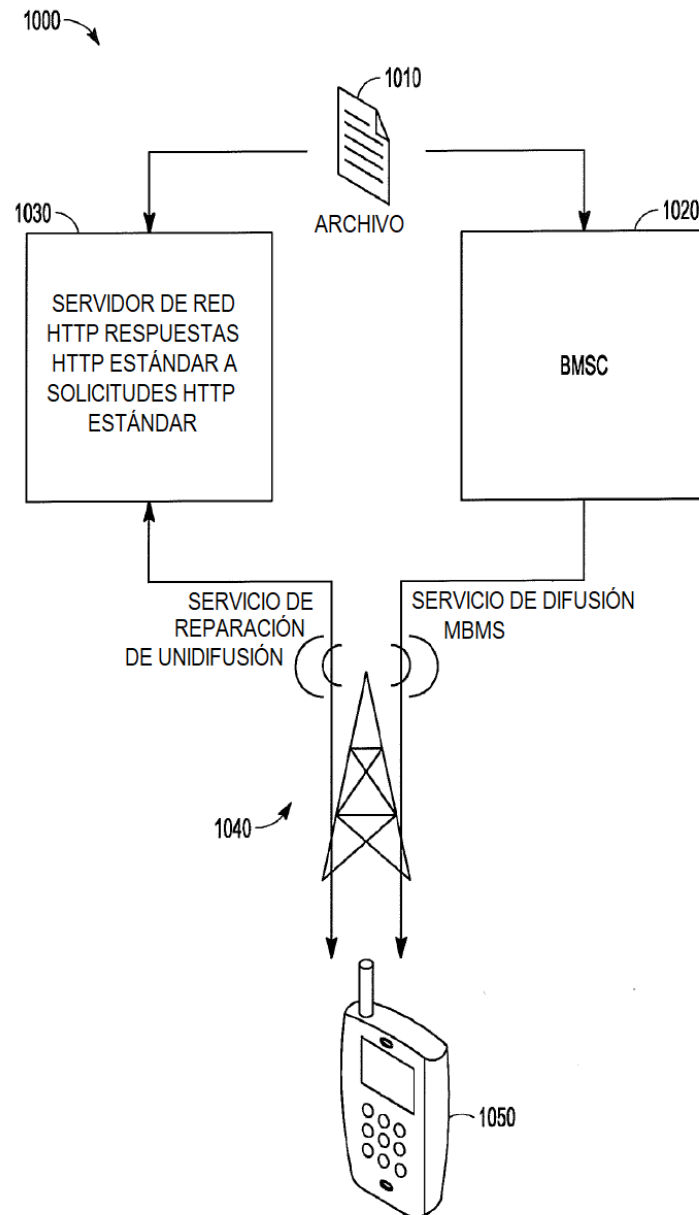 1000
1010
ARCHIVO
1030
1020
SERVIDOR DE RED
HTTP RESPUESTAS
HTTP ESTÁNDAR A
SOLICITUDES HTTP
ESTÁNDAR
BMSC
SERVICIO DE
REPARACIÓN
DE UNIDIFUSIÓN
SERVICIO DE DIFUSIÓN
MBMS
1040
1050